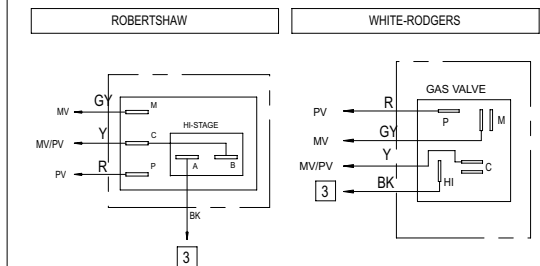 ROBERTSHAW
WHITE-RODGERS
GY
MV
M
HI-STAGE
Y
MV/PV
C
R
PV
P
A
B
BK
3
GAS VALVE
R
PV
P
M
GY
MV
Y
MV/PV
C
BK
HI
3